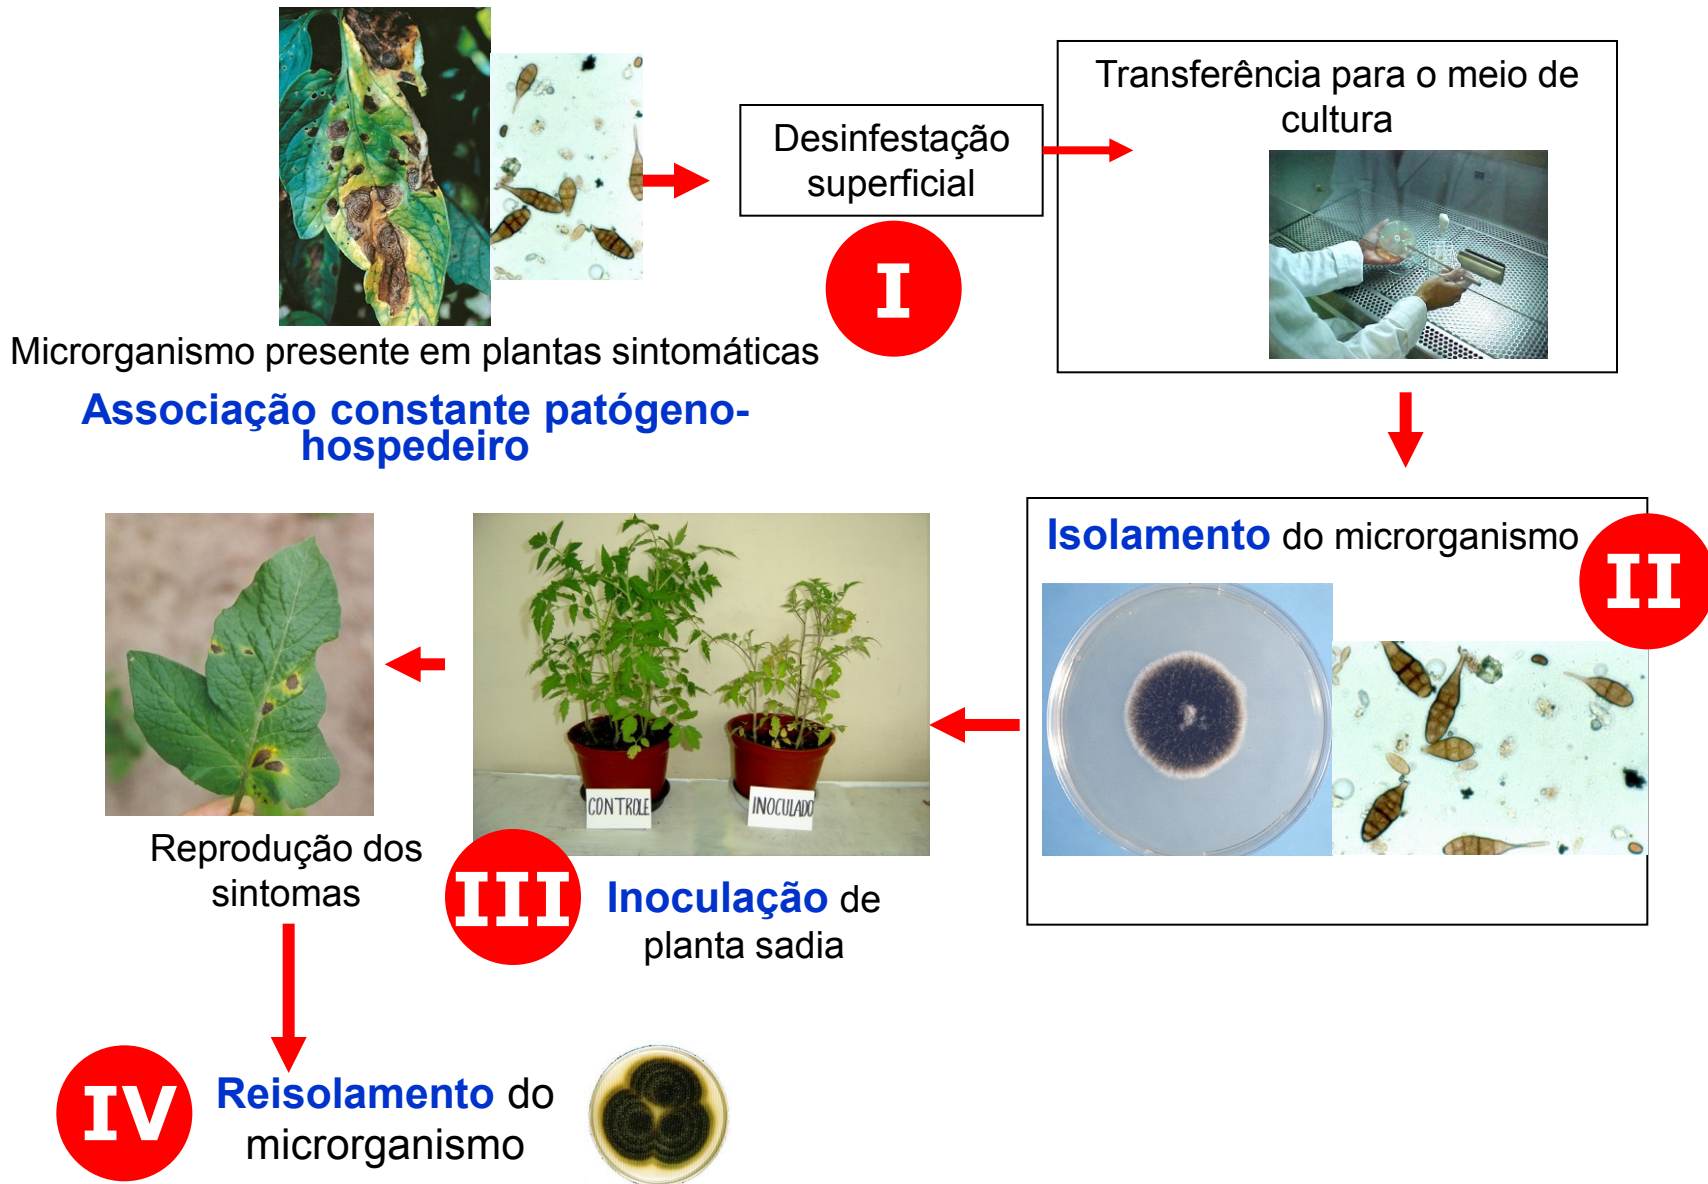 Transferência para o meio de
cultura
Desinfestação
superficial
I
Microrganismo presente em plantas sintomáticas
Associação constante patógeno-
hospedeiro
Isolamento do microrganismo
II
CONTROLE
INOCULADO
Reprodução dos
sintomas
III
Inoculação de
planta sadia
IV
Reisolamento do
microrganismo